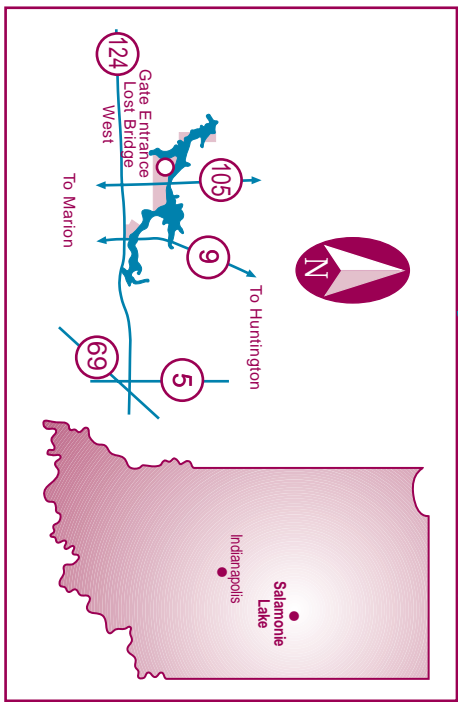 124
Gate Entrance
Lost Bridge
West
105
To Marion
9
To Huntington
N
69
5
Salamonie
Lake
Indianapolis